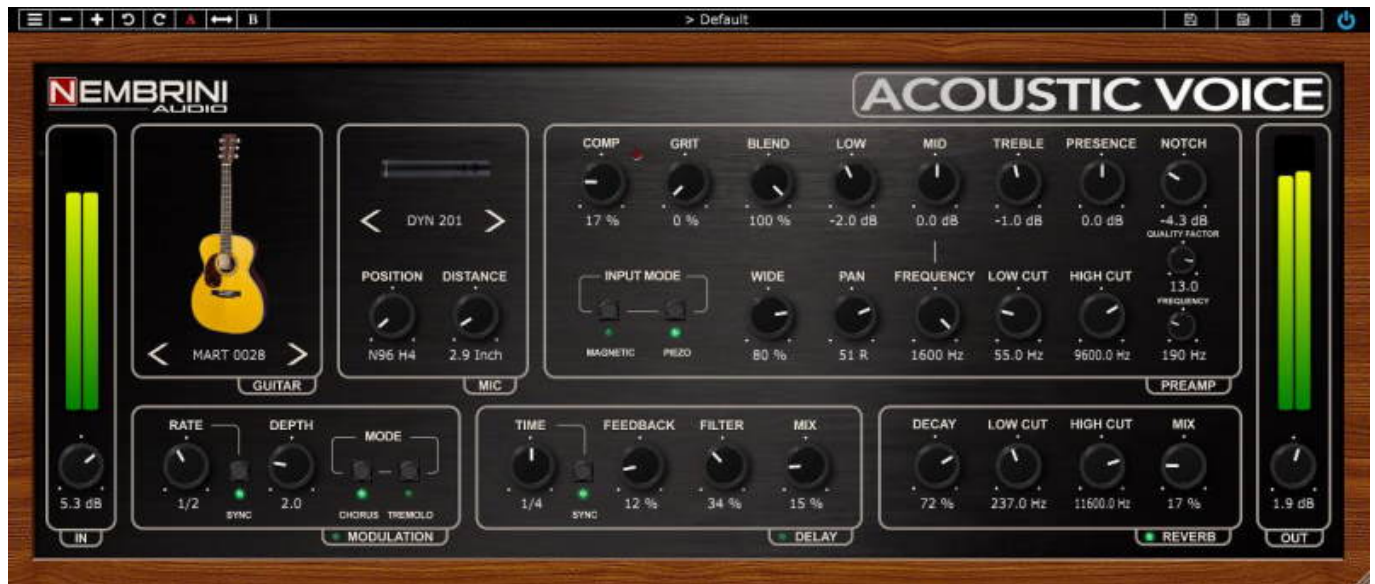 A B
> Default
NEMBRINI
AUDIO
ACOUSTIC VOICE
MART 0028
GUITAR
DYN 201
POSITION DISTANCE
N96 H4 2.9 Inch
MIC
COMP GRIT BLEND LOW MID TREBLE PRESENCE NOTCH
17 % 0 % 100 % -2.0 dB 0.0 dB -1.0 dB 0.0 dB -4.3 dB
QUALITY FACTOR
13.0
INPUT MODE WIDE PAN FREQUENCY LOW CUT HIGH CUT FREQUENCY
MAGNETIC PIEZO 80 % 51 R 1600 Hz 55.0 Hz 9600.0 Hz 190 Hz
PREAMP
5.3 dB
IN
RATE DEPTH MODE
1/2 SYNC 2.0 CHORUS TREMOLO
MODULATION
TIME FEEDBACK FILTER MIX
1/4 SYNC 12 % 34 % 15 %
DELAY
DECAY LOW CUT HIGH CUT MIX
72 % 237.0 Hz 11600.0 Hz 17 %
REVERB
1.9 dB
OUT